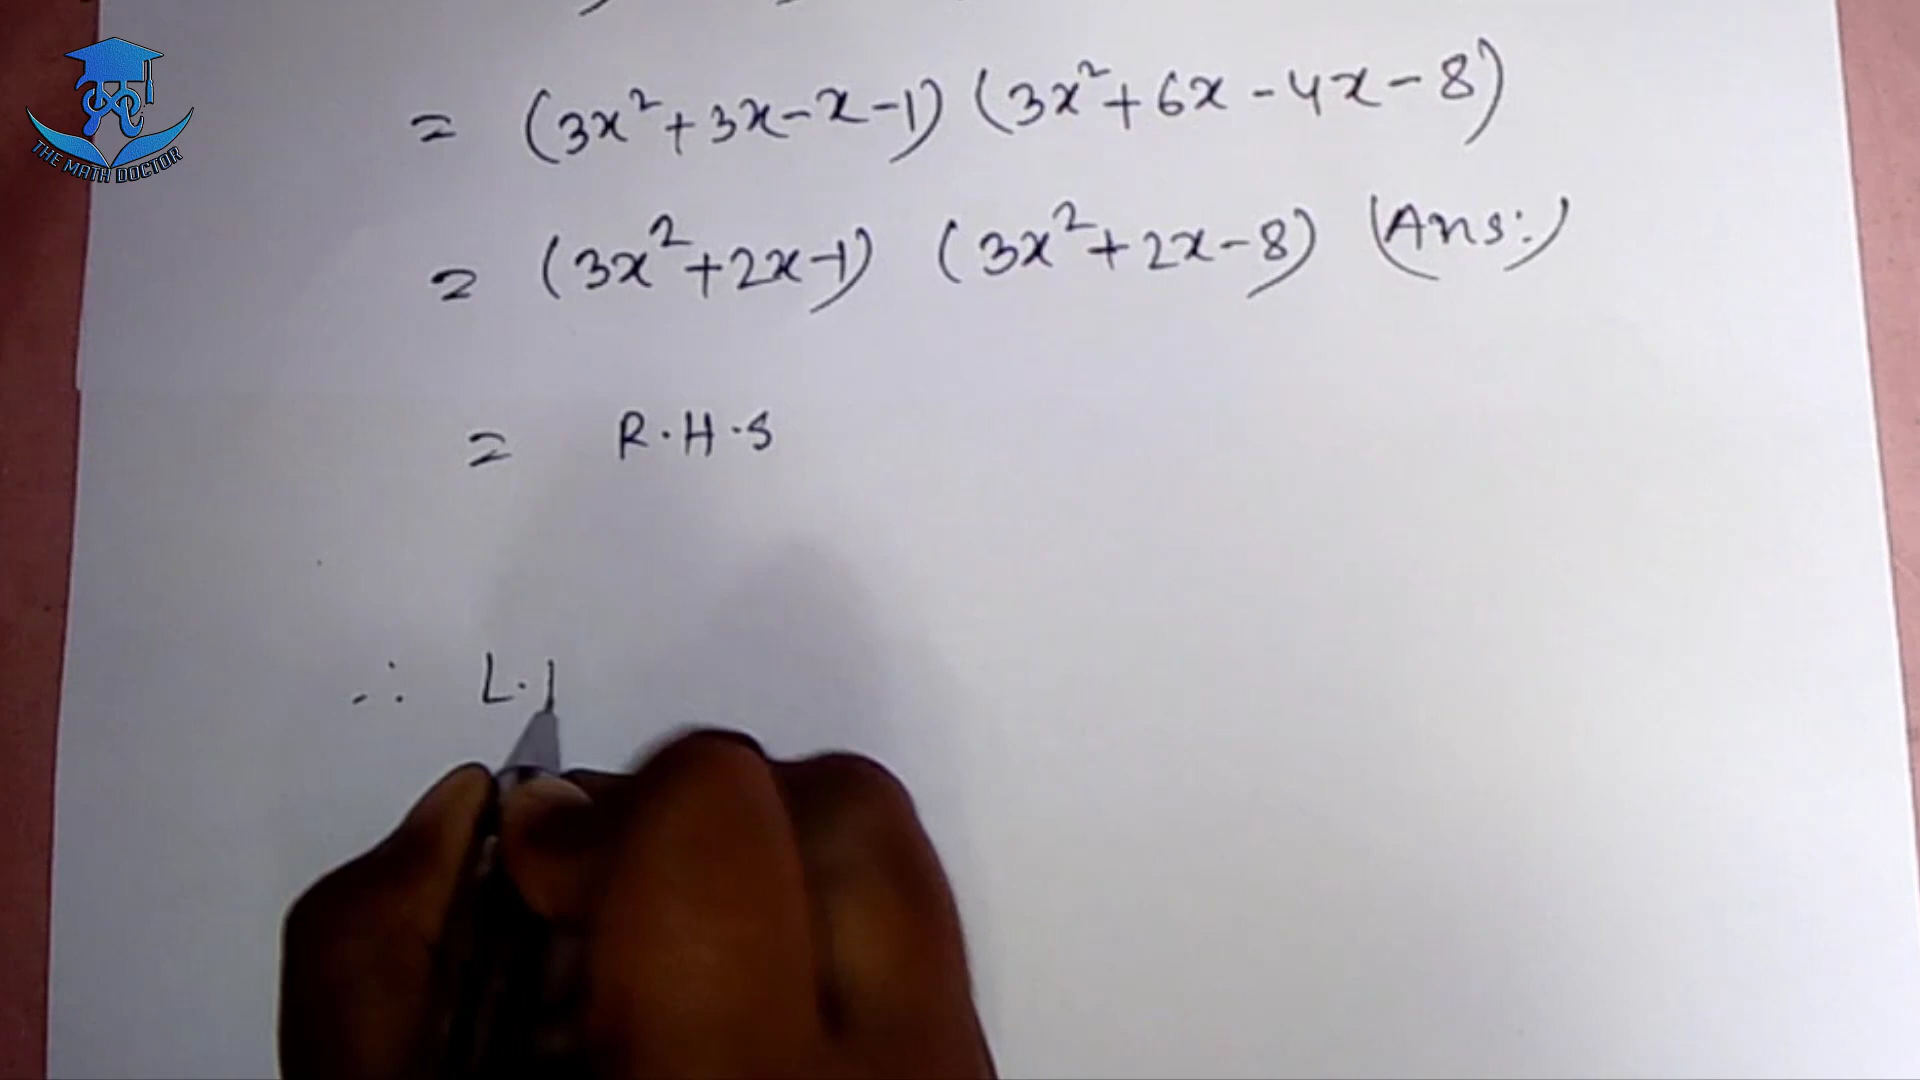 THE MATH DOCTOR
= (3x²+3x-x-1) (3x²+6x-4x-8)
= (3x²+2x-1) (3x²+2x-8) (Ans:)
= R.H.S
∴ L.